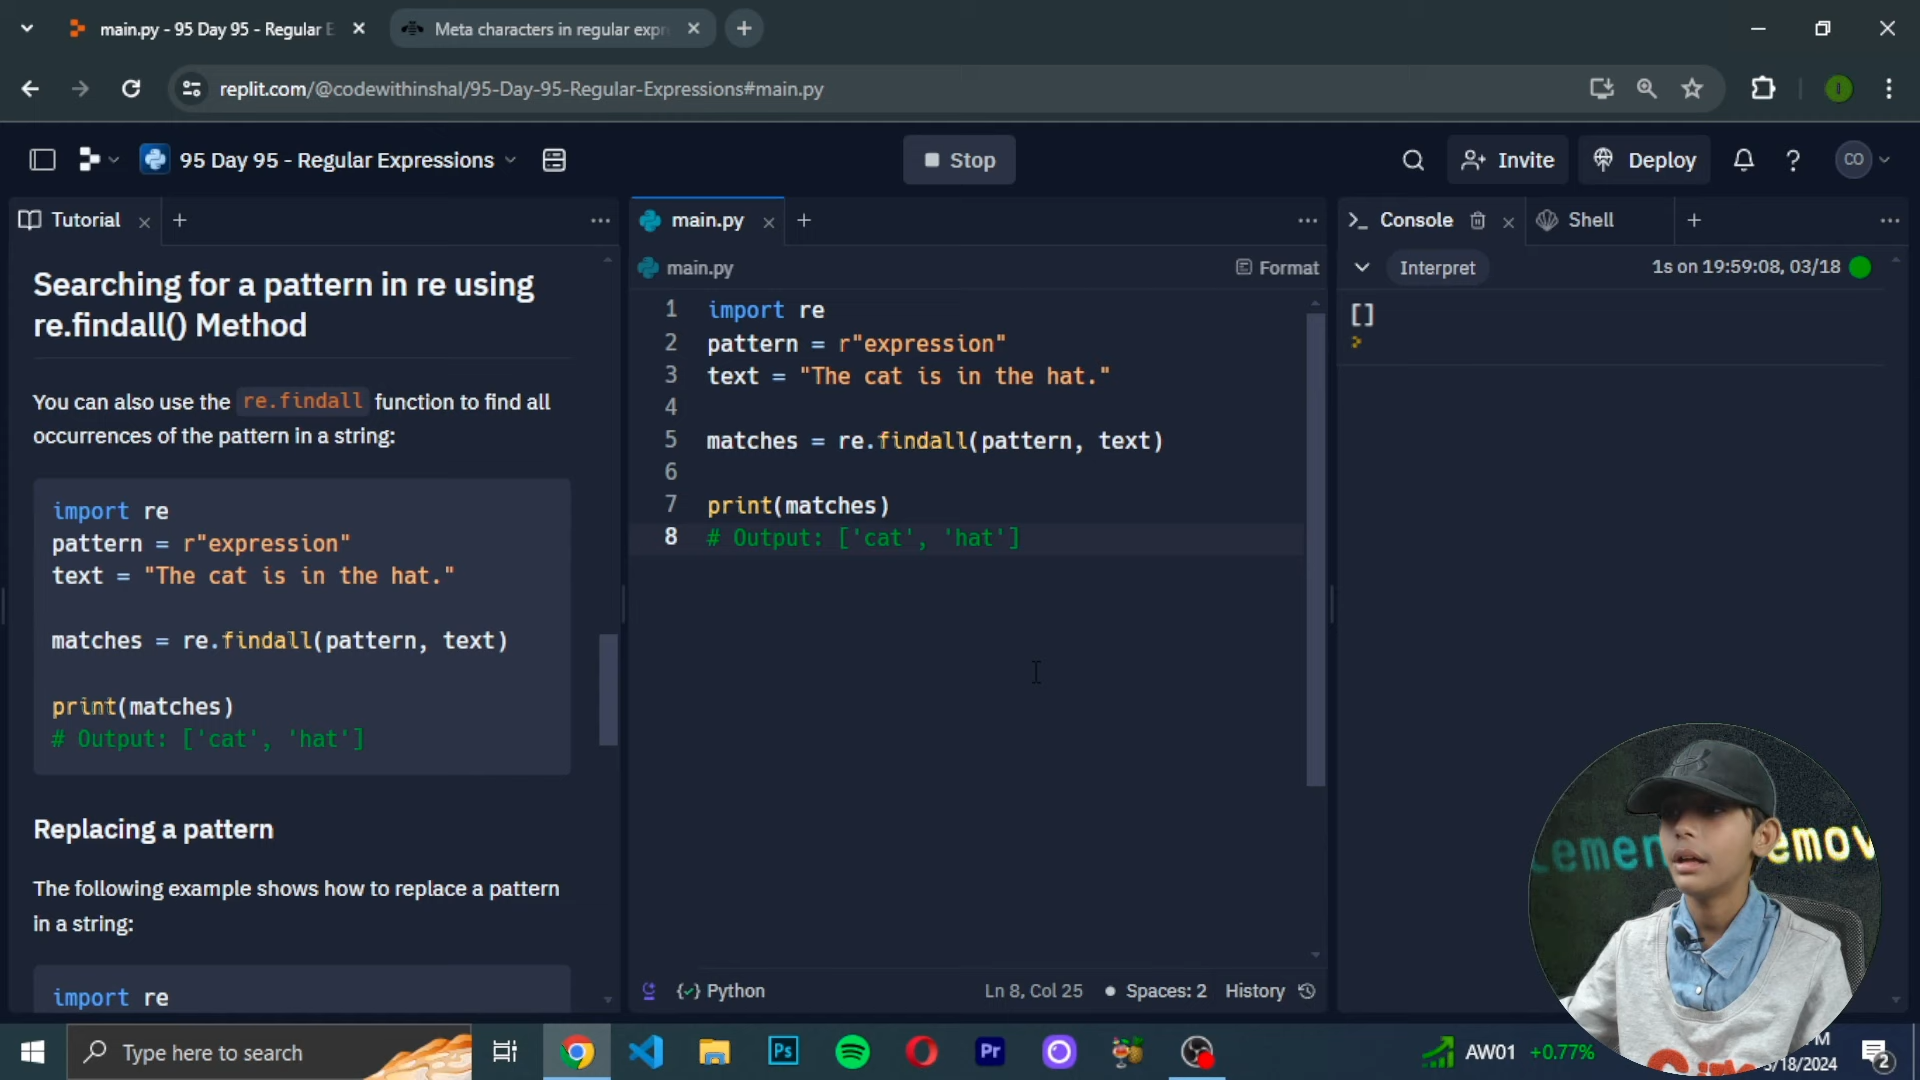 main.py - 95 Day 95 - Regular E
Meta characters in regular expr
replit.com/@codewithinshal/95-Day-95-Regular-Expressions#main.py
I
95 Day 95 - Regular Expressions
Stop
Invite
Deploy
CO
Tutorial
main.py
Console
Shell
Searching for a pattern in re using
re.findall() Method
You can also use the re.findall function to find all
occurrences of the pattern in a string:
import re
pattern = r"expression"
text = "The cat is in the hat."
matches = re.findall(pattern, text)
print(matches)
# Output: ['cat', 'hat']
Replacing a pattern
The following example shows how to replace a pattern
in a string:
import re
main.py
Format
1 import re
2 pattern = r"expression"
3 text = "The cat is in the hat."
4
5 matches = re.findall(pattern, text)
6
7 print(matches)
8 # Output: ['cat', 'hat']
Python
Ln 8, Col 25
Spaces: 2
History
Interpret
1s on 19:59:08, 03/18
[]
Type here to search
Ps
Pr
AW01 +0.77%
3/18/2024
2